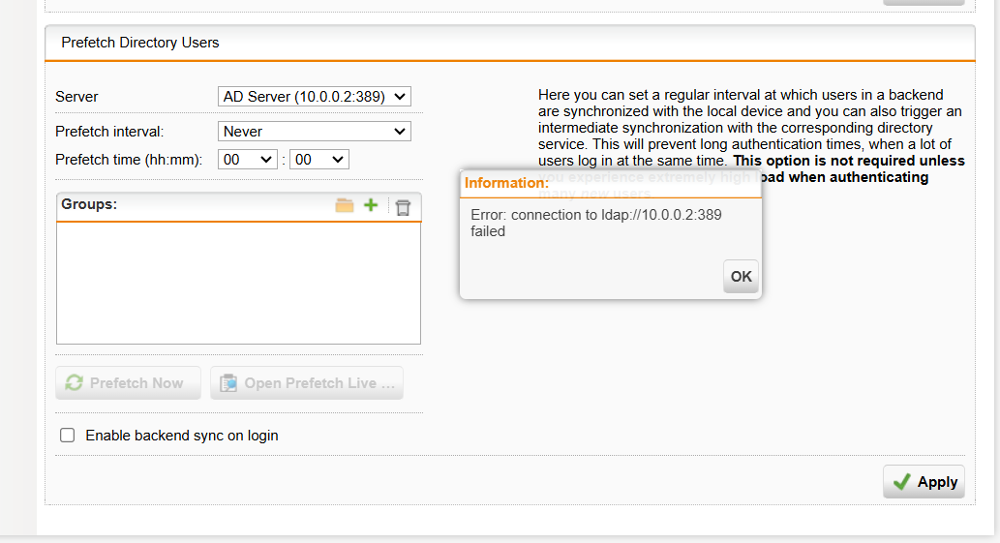 Prefetch Directory Users
Server
AD Server (10.0.0.2:389)
Prefetch interval:
Never
Prefetch time (hh:mm):
00
:
00
Groups:
Prefetch Now
Open Prefetch Live ...
Enable backend sync on login
Here you can set a regular interval at which users in a backend
are synchronized with the local device and you can also trigger an
intermediate synchronization with the corresponding directory
service. This will prevent long authentication times, when a lot of
users log in at the same time. This option is not required unless
you experience extremely high load when authenticating
many new users.
Information:
Error: connection to ldap://10.0.0.2:389
failed
OK
Apply